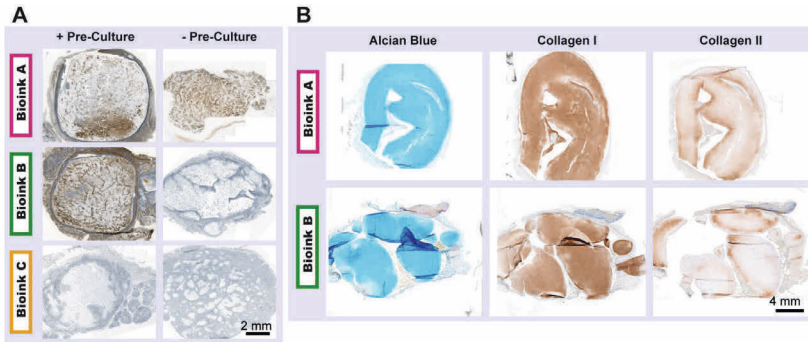 A
+ Pre-Culture
- Pre-Culture
Bioink A
Bioink B
Bioink C
2 mm
B
Alcian Blue
Collagen I
Collagen II
Bioink A
Bioink B
4 mm